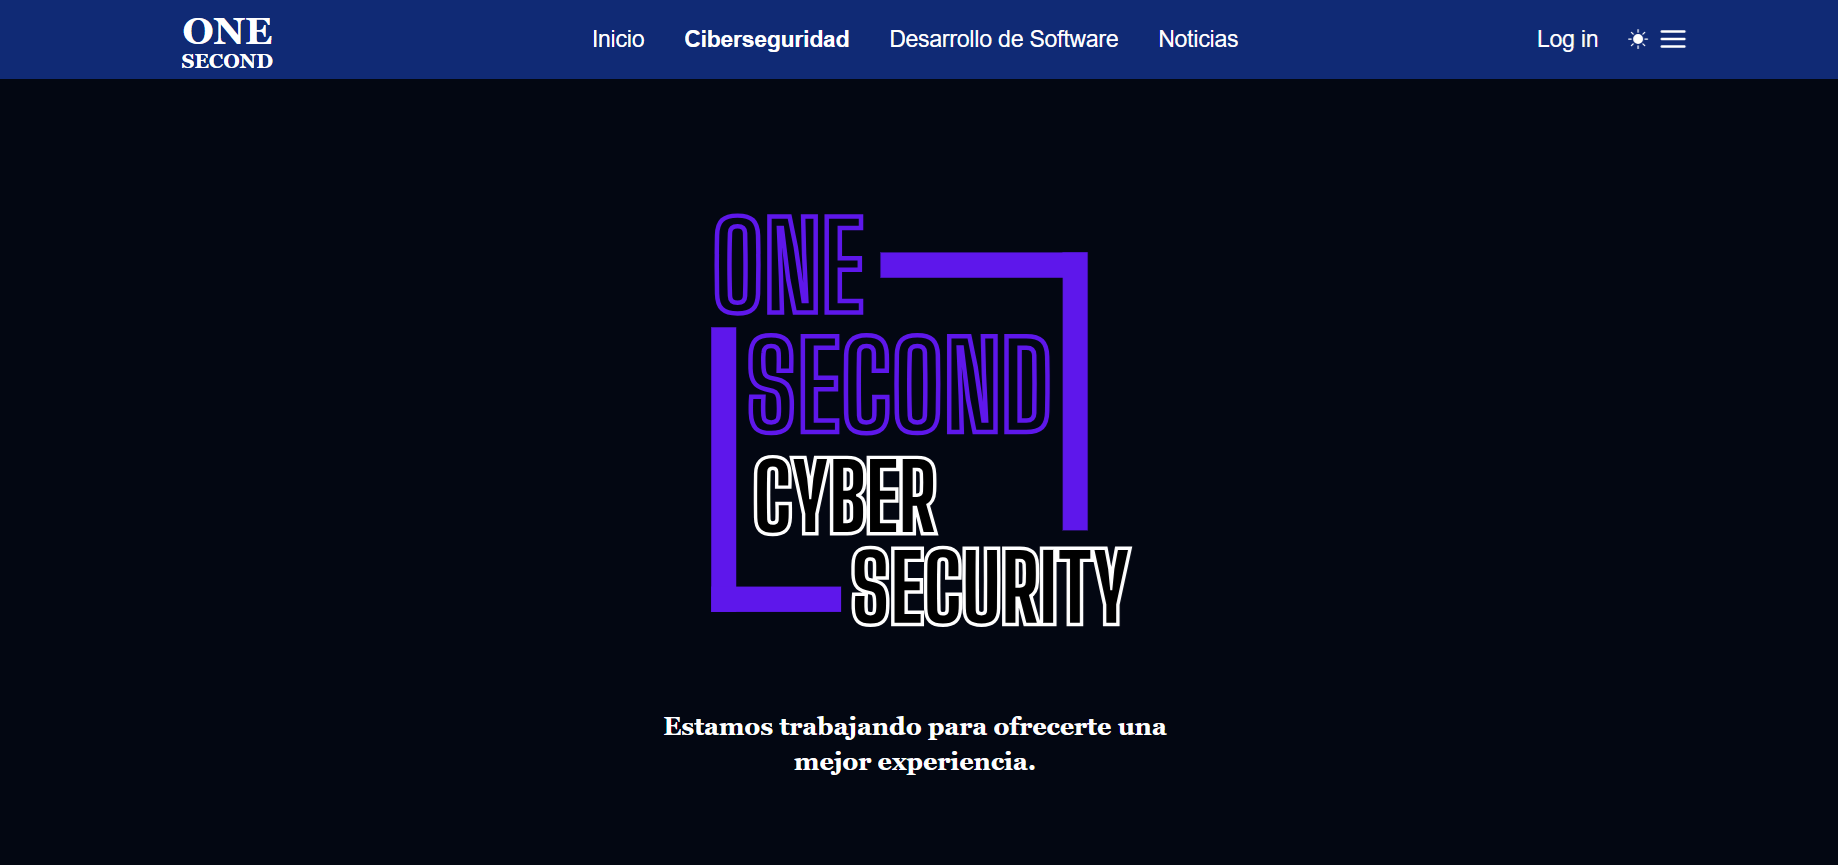 ONE
SECOND
Inicio Ciberseguridad Desarrollo de Software Noticias Log in
ONE
SECOND
CYBER
SECURITY
Estamos trabajando para ofrecerte una
mejor experiencia.